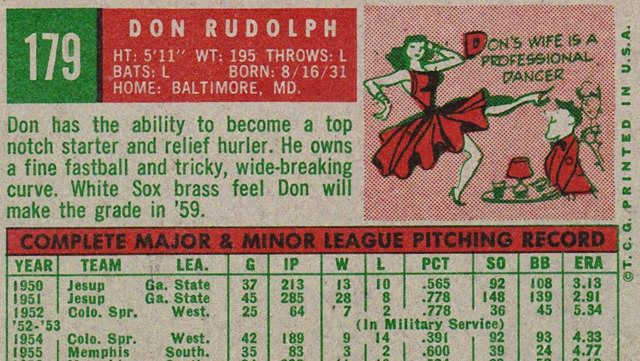 179
DON RUDOLPH
HT: 5'11" WT: 195 THROWS: L
BATS: L BORN: 8/16/31
HOME: BALTIMORE, MD.
Don has the ability to become a top
notch starter and relief hurler. He owns
a fine fastball and tricky, wide-breaking
curve. White Sox brass feel Don will
make the grade in '59.
DON'S WIFE IS A
PROFESSIONAL
DANCER
COMPLETE MAJOR & MINOR LEAGUE PITCHING RECORD
YEAR TEAM LEA. G IP W L PCT SO BB ERA
1950 Jesup Ga. State 37 213 13 10 .565 92 108 3.13
1951 Jesup Ga. State 45 285 28 8 .778 148 139 2.91
1952 Colo. Spr. West. 25 64 7 2 .778 36 45 5.34
'52-'53 (In Military Service)
1954 Colo. Spr. West. 42 189 9 14 .391 92 93 4.33
1955 Memphis South. 35 83 3 2 .600 39 24 4.77
©T.C.G. PRINTED IN U.S.A.